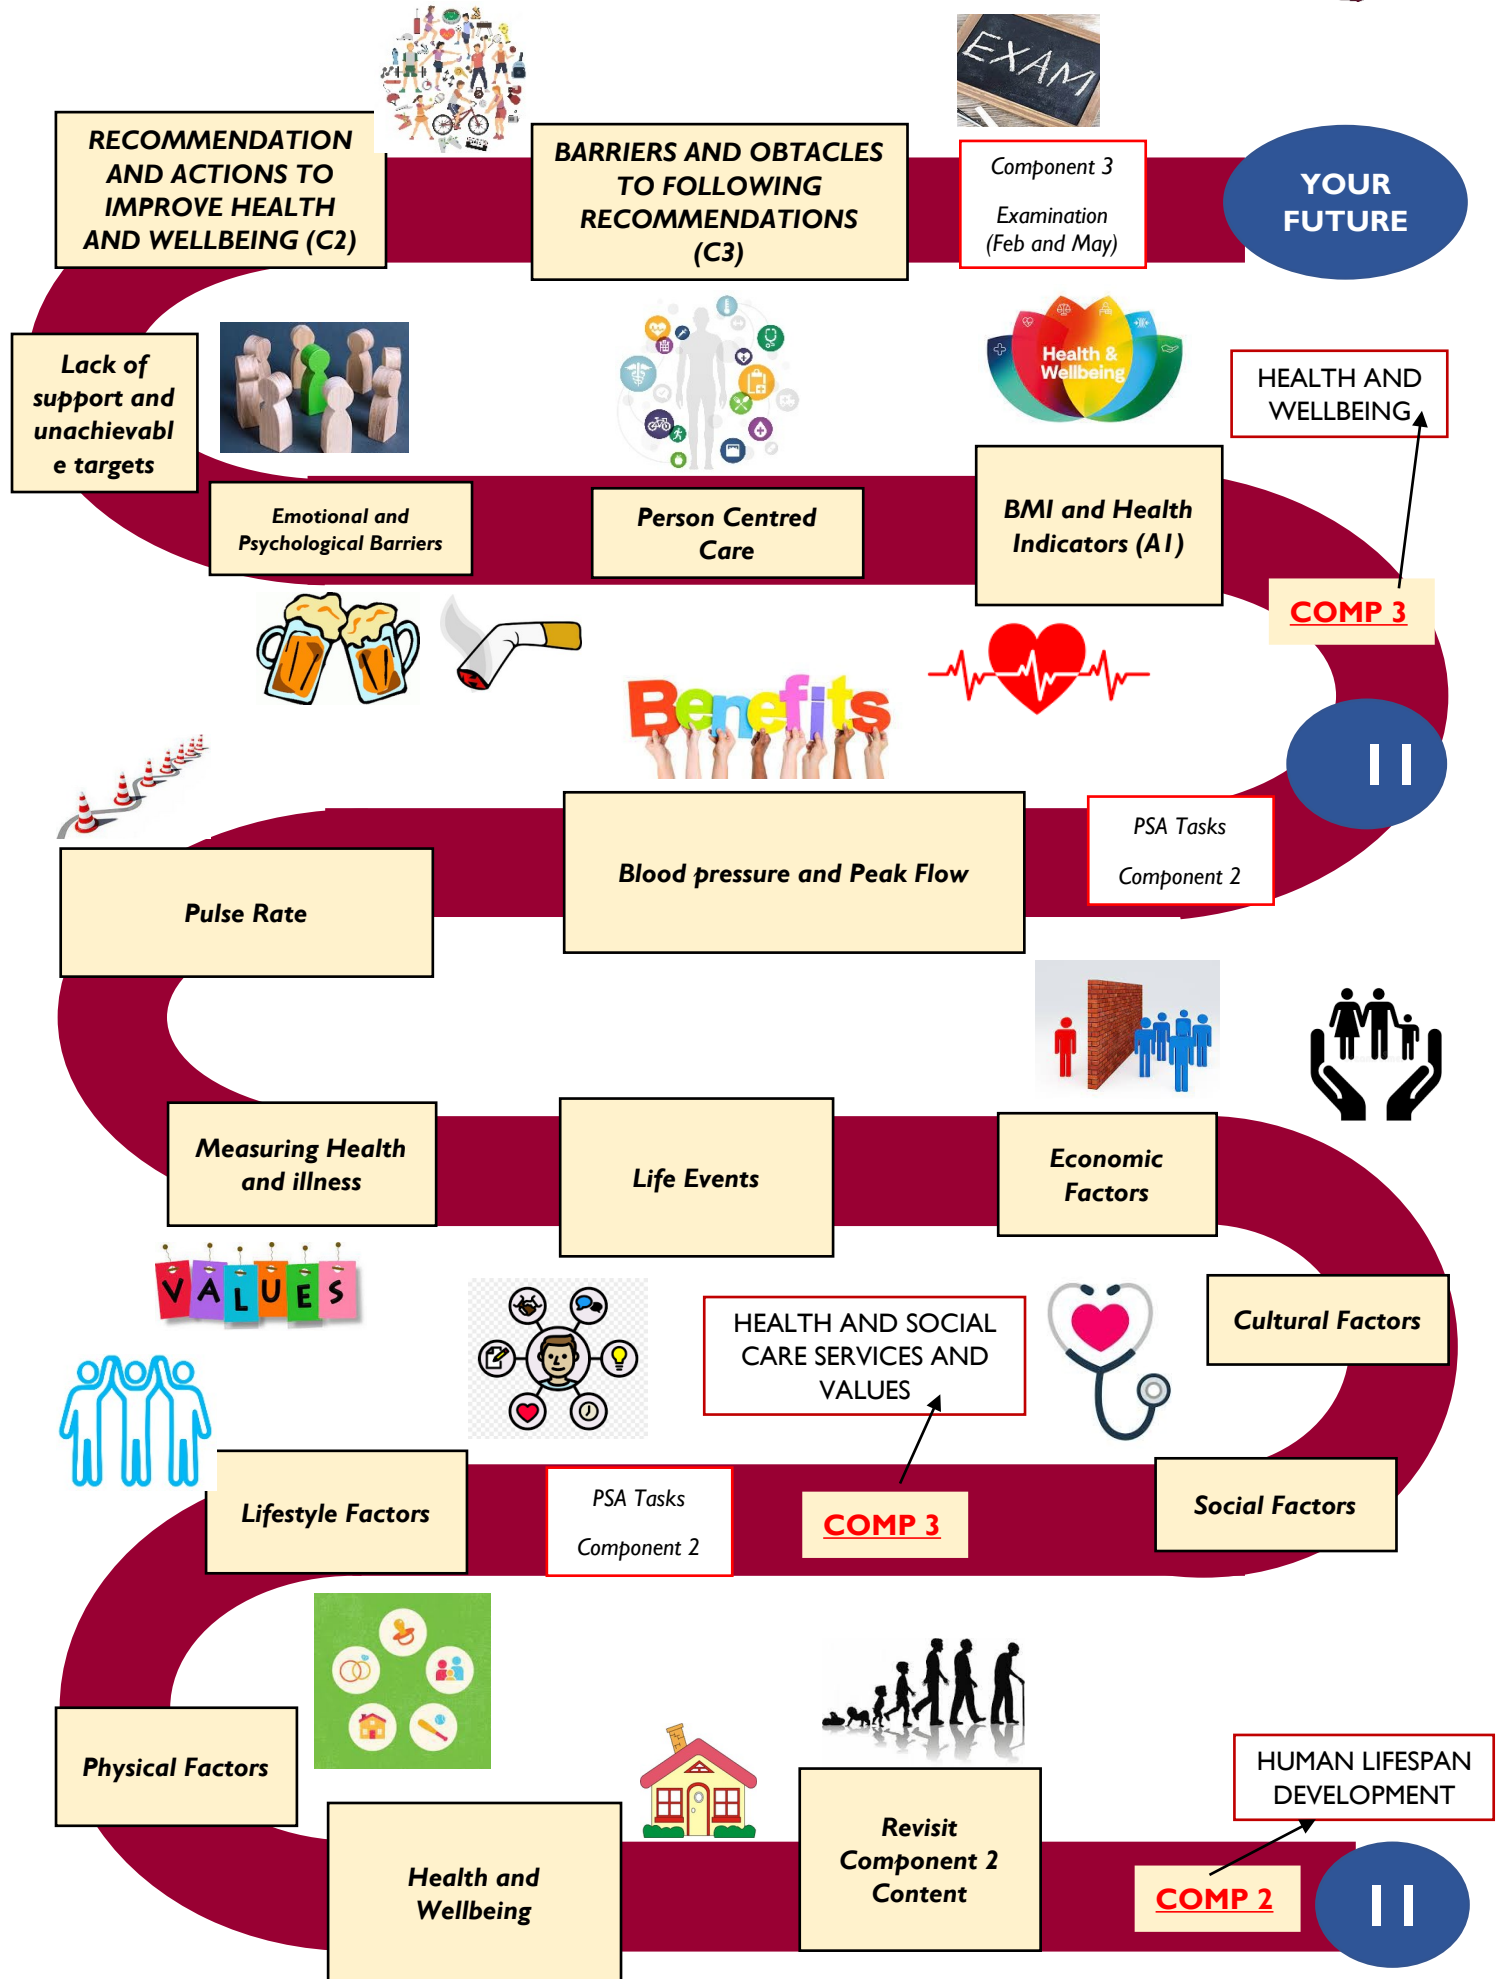 EXAM
RECOMMENDATION
AND ACTIONS TO
IMPROVE HEALTH
AND WELLBEING (C2)
BARRIERS AND OBTACLES
TO FOLLOWING
RECOMMENDATIONS
(C3)
Component 3
Examination
(Feb and May)
YOUR
FUTURE
Lack of
support and
unachievabl
e targets
Health &
Wellbeing
HEALTH AND
WELLBEING
Emotional and
Psychological Barriers
Person Centred
Care
BMI and Health
Indicators (A1)
COMP 3
Benefits
11
PSA Tasks
Component 2
Blood pressure and Peak Flow
Pulse Rate
Measuring Health
and illness
Life Events
Economic
Factors
VALUES
HEALTH AND SOCIAL
CARE SERVICES AND
VALUES
Cultural Factors
Lifestyle Factors
PSA Tasks
Component 2
COMP 3
Social Factors
Physical Factors
Health and
Wellbeing
Revisit
Component 2
Content
HUMAN LIFESPAN
DEVELOPMENT
COMP 2
11